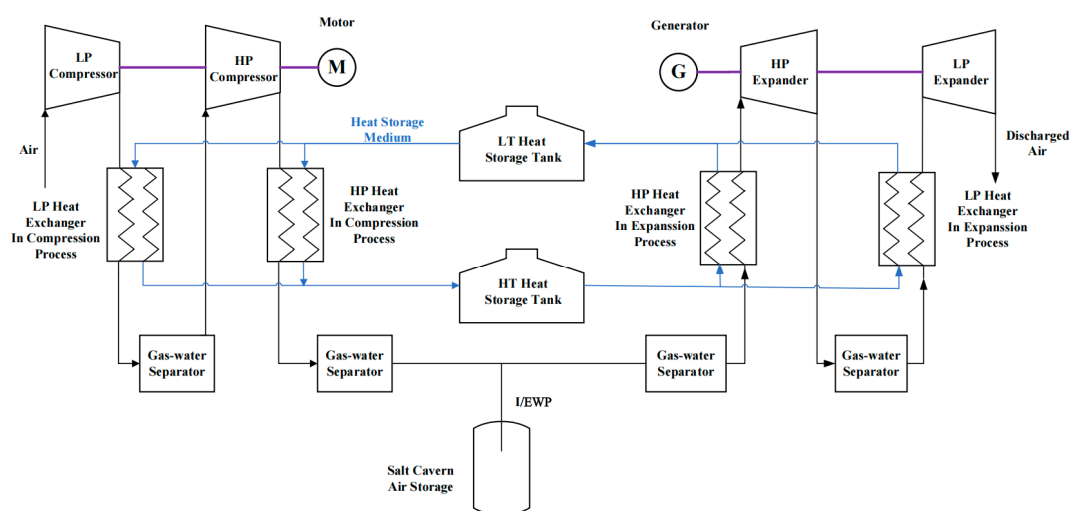 Motor
Generator
LP
Compressor
HP
Compressor
M
G
HP
Expander
LP
Expander
Heat Storage
Medium
LT Heat
Storage Tank
Air
Discharged
Air
LP Heat
Exchanger
In Compression
Process
HP Heat
Exchanger
In Compression
Process
HP Heat
Exchanger
In Expanssion
Process
LP Heat
Exchanger
In Expanssion
Process
HT Heat
Storage Tank
Gas-water
Separator
Gas-water
Separator
Gas-water
Separator
Gas-water
Separator
I/EWP
Salt Cavern
Air Storage